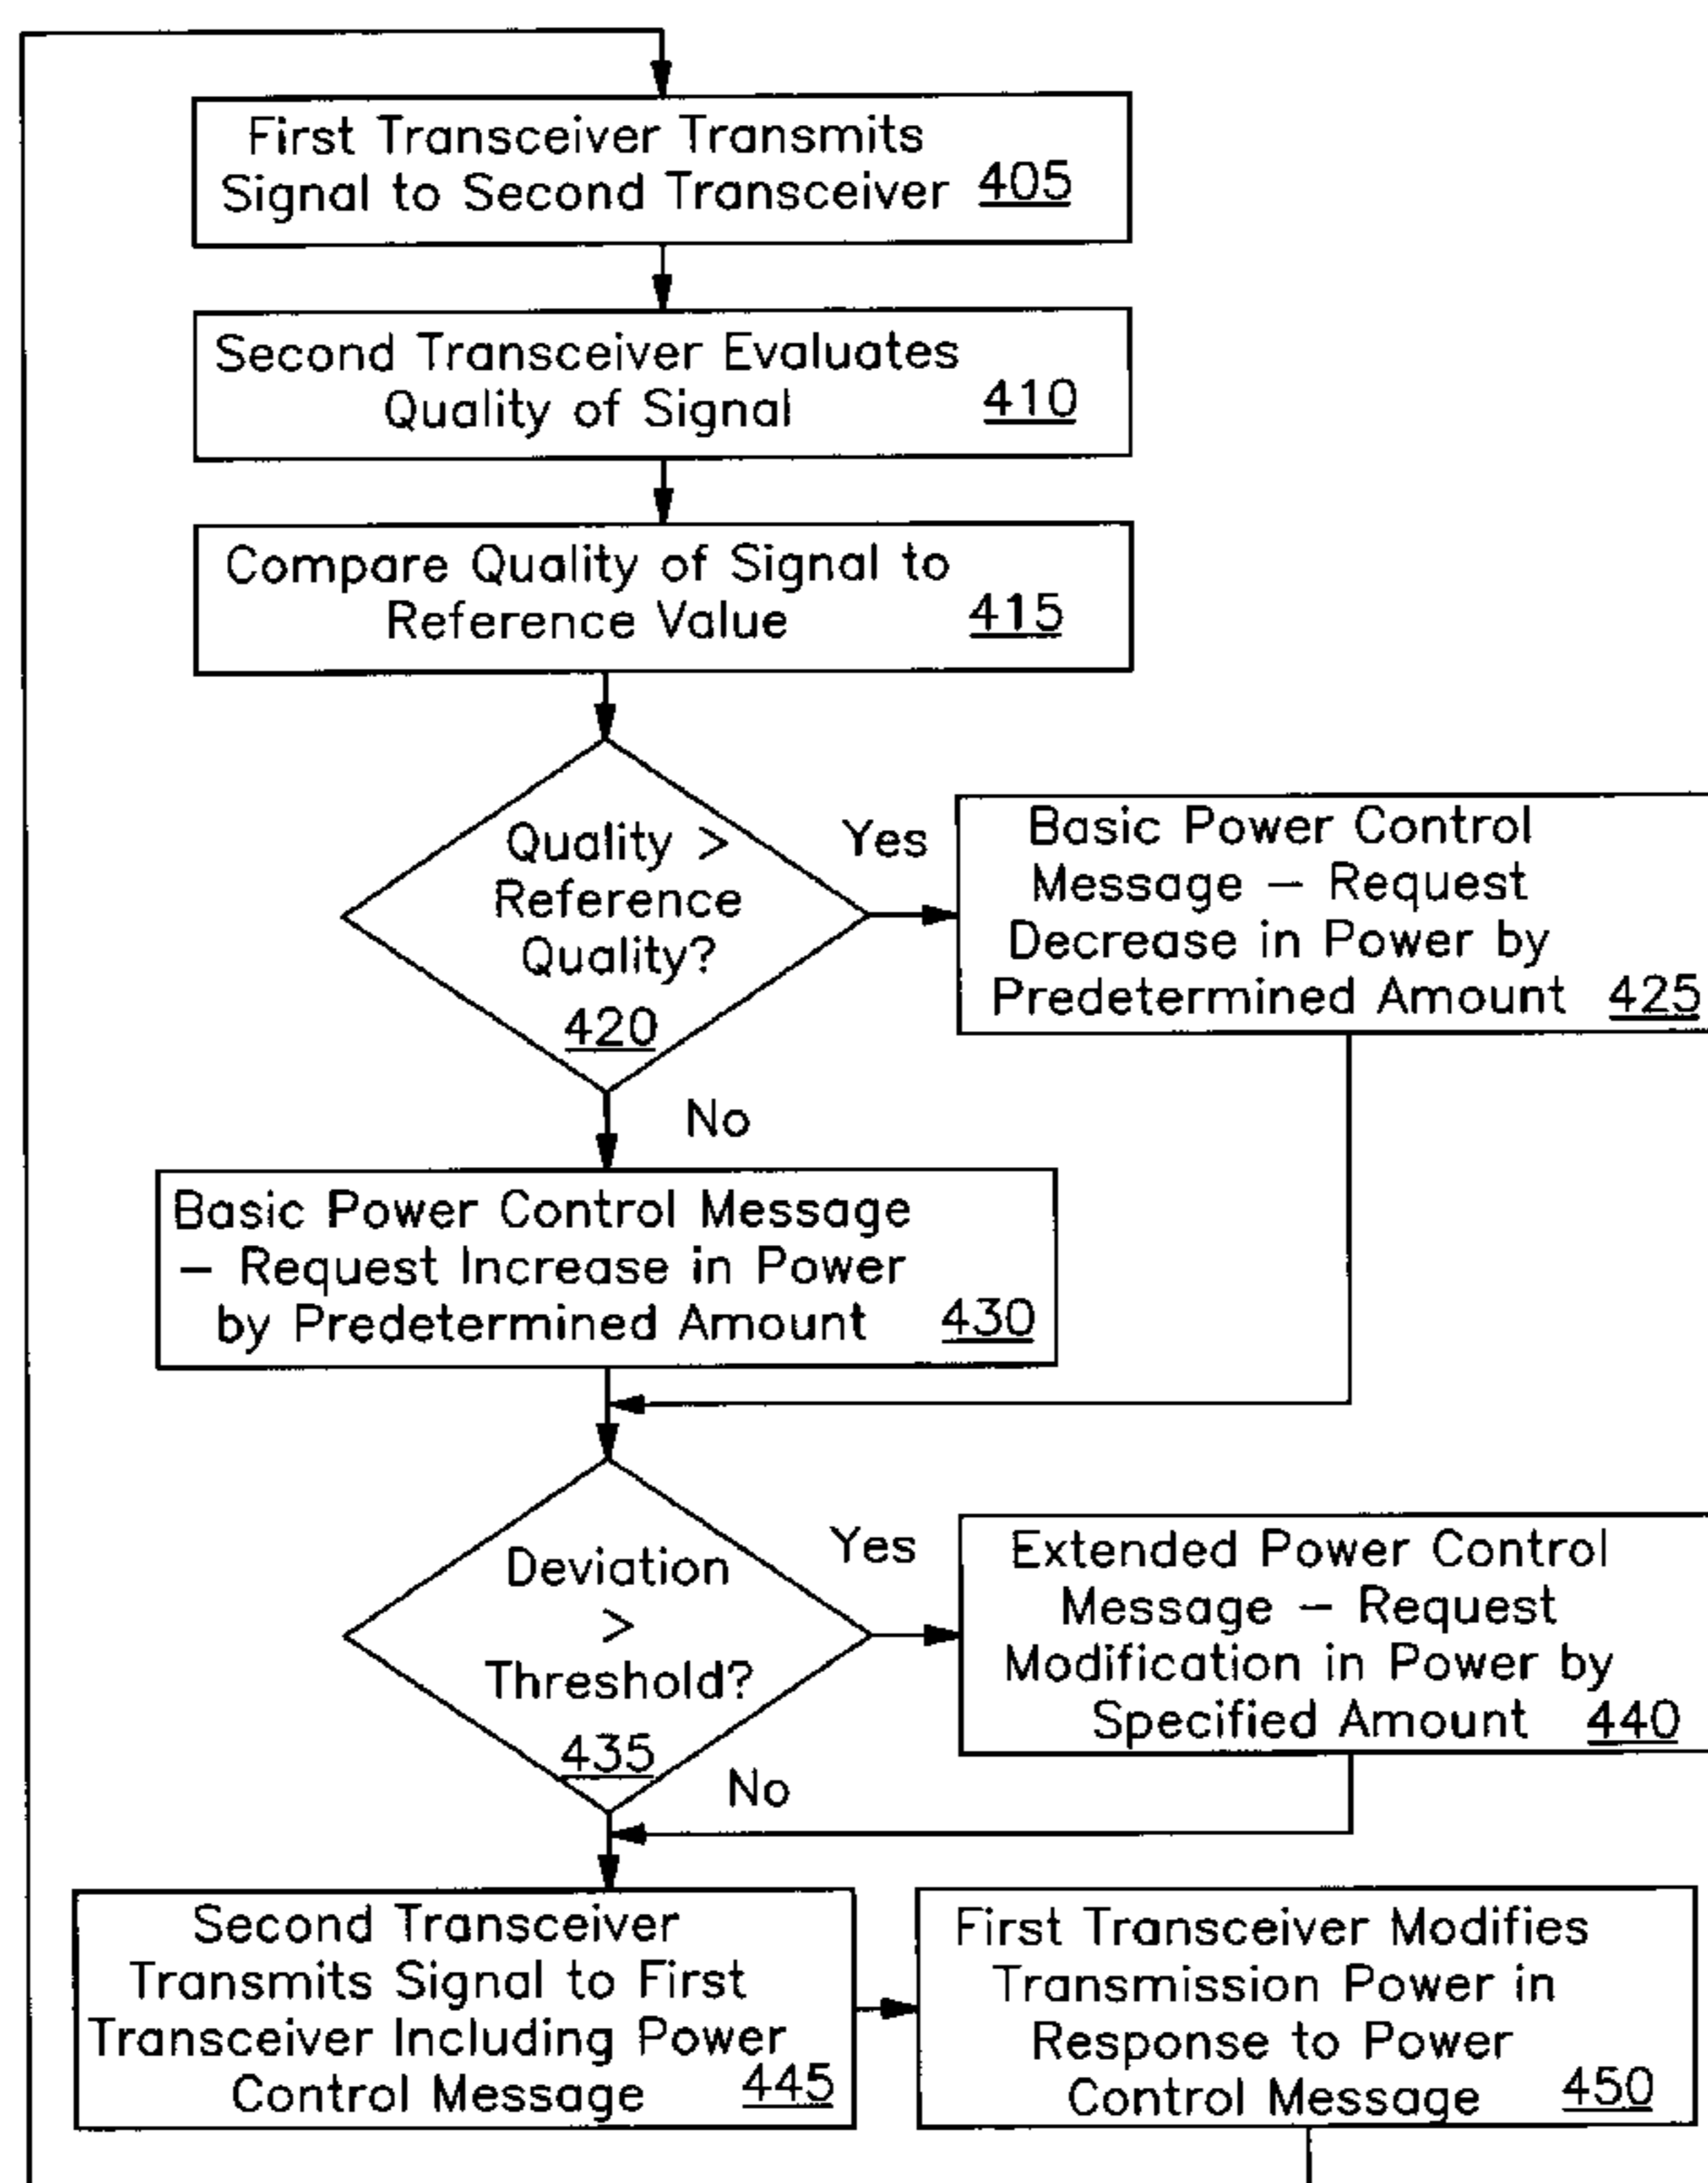 First Transceiver Transmits
Signal to Second Transceiver 405
Second Transceiver Evaluates
Quality of Signal 410
Compare Quality of Signal to
Reference Value 415
Quality >
Reference
Quality?
420
Yes
Basic Power Control
Message – Request
Decrease in Power by
Predetermined Amount 425
No
Basic Power Control Message
– Request Increase in Power
by Predetermined Amount 430
Deviation
>
Threshold?
435
Yes
Extended Power Control
Message – Request
Modification in Power by
Specified Amount 440
No
Second Transceiver
Transmits Signal to First
Transceiver Including Power
Control Message 445
First Transceiver Modifies
Transmission Power in
Response to Power
Control Message 450